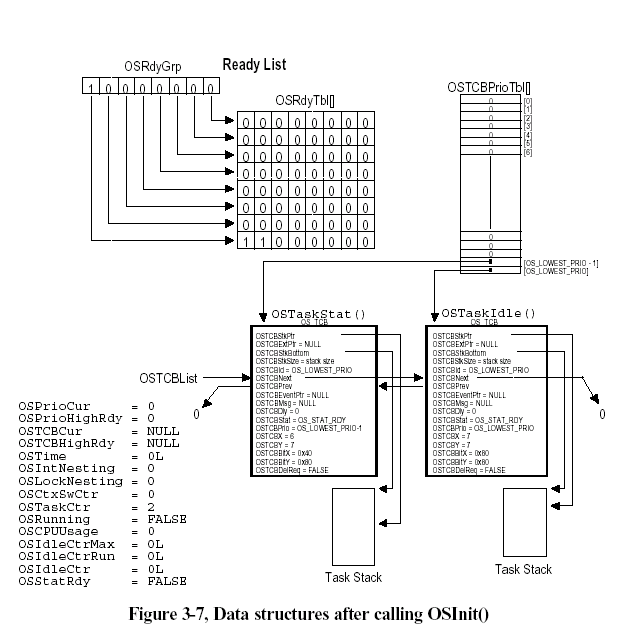 OSRdyGrp
Ready List
1 0 0 0 0 0 0 0
OSRdyTbl[]
0 0 0 0 0 0 0 0
0 0 0 0 0 0 0 0
0 0 0 0 0 0 0 0
0 0 0 0 0 0 0 0
0 0 0 0 0 0 0 0
0 0 0 0 0 0 0 0
0 0 0 0 0 0 0 0
1 1 0 0 0 0 0 0
OSTCBPrioTbl[]
0 [0]
0 [1]
0 [2]
0 [3]
0 [4]
0 [5]
0 [6]
0
0
0
[OS_LOWEST_PRIO - 1]
[OS_LOWEST_PRIO]
OSTaskStat()
OS_TCB
OSTCBStkPtr
OSTCBExtPtr = NULL
OSTCBStkBottom
OSTCBStkSize = stack size
OSTCBId = OS_LOWEST_PRIO
OSTCBNext
OSTCBPrev
OSTCBEventPtr = NULL
OSTCBMsg = NULL
OSTCBDly = 0
OSTCBStat = OS_STAT_RDY
OSTCBPrio = OS_LOWEST_PRIO-1
OSTCBX = 6
OSTCBY = 7
OSTCBBitX = 0x40
OSTCBBitY = 0x80
OSTCBDelReq = FALSE
OSTaskIdle()
OS_TCB
OSTCBStkPtr
OSTCBExtPtr = NULL
OSTCBStkBottom
OSTCBStkSize = stack size
OSTCBId = OS_LOWEST_PRIO
OSTCBNext
OSTCBPrev
OSTCBEventPtr = NULL
OSTCBMsg = NULL
OSTCBDly = 0
OSTCBStat = OS_STAT_RDY
OSTCBPrio = OS_LOWEST_PRIO
OSTCBX = 7
OSTCBY = 7
OSTCBBitX = 0x80
OSTCBBitY = 0x80
OSTCBDelReq = FALSE
OSTCBList
0
0
OSPrioCur = 0
OSPrioHighRdy = 0
OSTCBCur = NULL
OSTCBHighRdy = NULL
OSTime = 0L
OSIntNesting = 0
OSLockNesting = 0
OSCtxSwCtr = 0
OSTaskCtr = 2
OSRunning = FALSE
OSCPUUsage = 0
OSIdleCtrMax = 0L
OSIdleCtrRun = 0L
OSIdleCtr = 0L
OSStatRdy = FALSE
Task Stack
Task Stack
Figure 3-7, Data structures after calling OSInit()